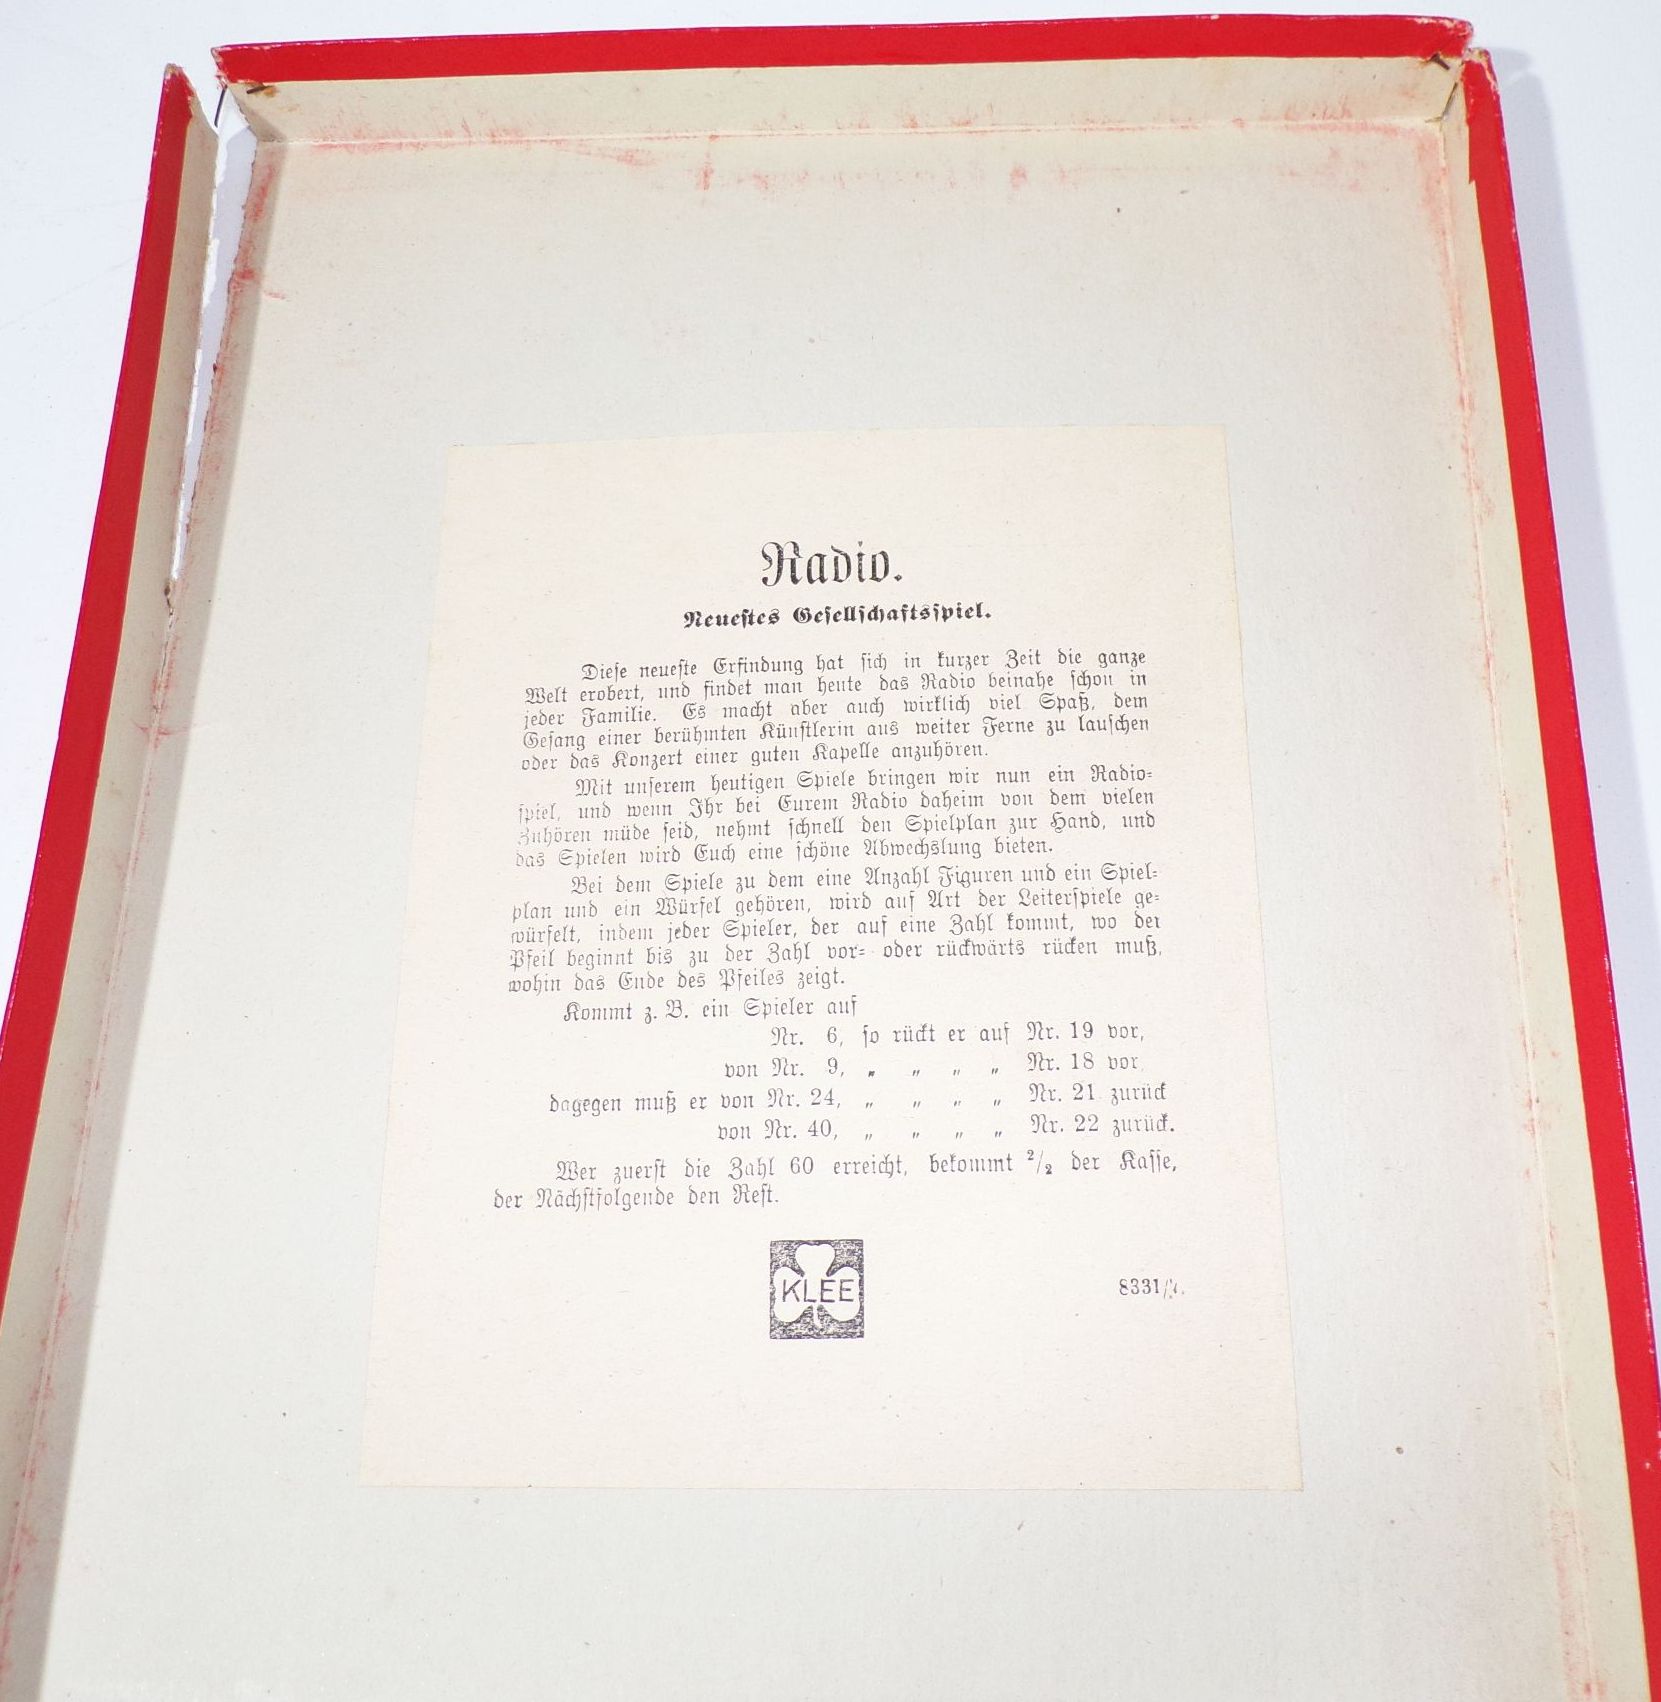 Radio.
Neuestes Gesellschaftsspiel.
Diese neueste Erfindung hat sich in kurzer Zeit die ganze
Welt erobert, und findet man heute das Radio beinahe schon in
jeder Familie. Es macht aber auch wirklich viel Spaß, dem
Gesang einer berühmten Künstlerin aus weiter Ferne zu lauschen
oder das Konzert einer guten Kapelle anzuhören.
Mit unserem heutigen Spiele bringen wir nun ein Radio-
spiel, und wenn Ihr bei Eurem Radio daheim von dem vielen
Zuhören müde seid, nehmt schnell den Spielplan zur Hand, und
das Spielen wird Euch eine schöne Abwechslung bieten.
Bei dem Spiele zu dem eine Anzahl Figuren und ein Spiel-
plan und ein Würfel gehören, wird auf Art der Leiterspiele ge-
würfelt, indem jeder Spieler, der auf eine Zahl kommt, wo der
Pfeil beginnt bis zu der Zahl vor- oder rückwärts rücken muß,
wohin das Ende des Pfeiles zeigt.
Kommt z. B. ein Spieler auf
Nr. 6, so rückt er auf Nr. 19 vor,
von Nr. 9, „ „ „ „ Nr. 18 vor
dagegen muß er von Nr. 24, „ „ „ „ Nr. 21 zurück
von Nr. 40, „ „ „ „ Nr. 22 zurück.
Wer zuerst die Zahl 60 erreicht, bekommt 2/2 der Kasse,
der Nächstfolgende den Rest.
KLEE